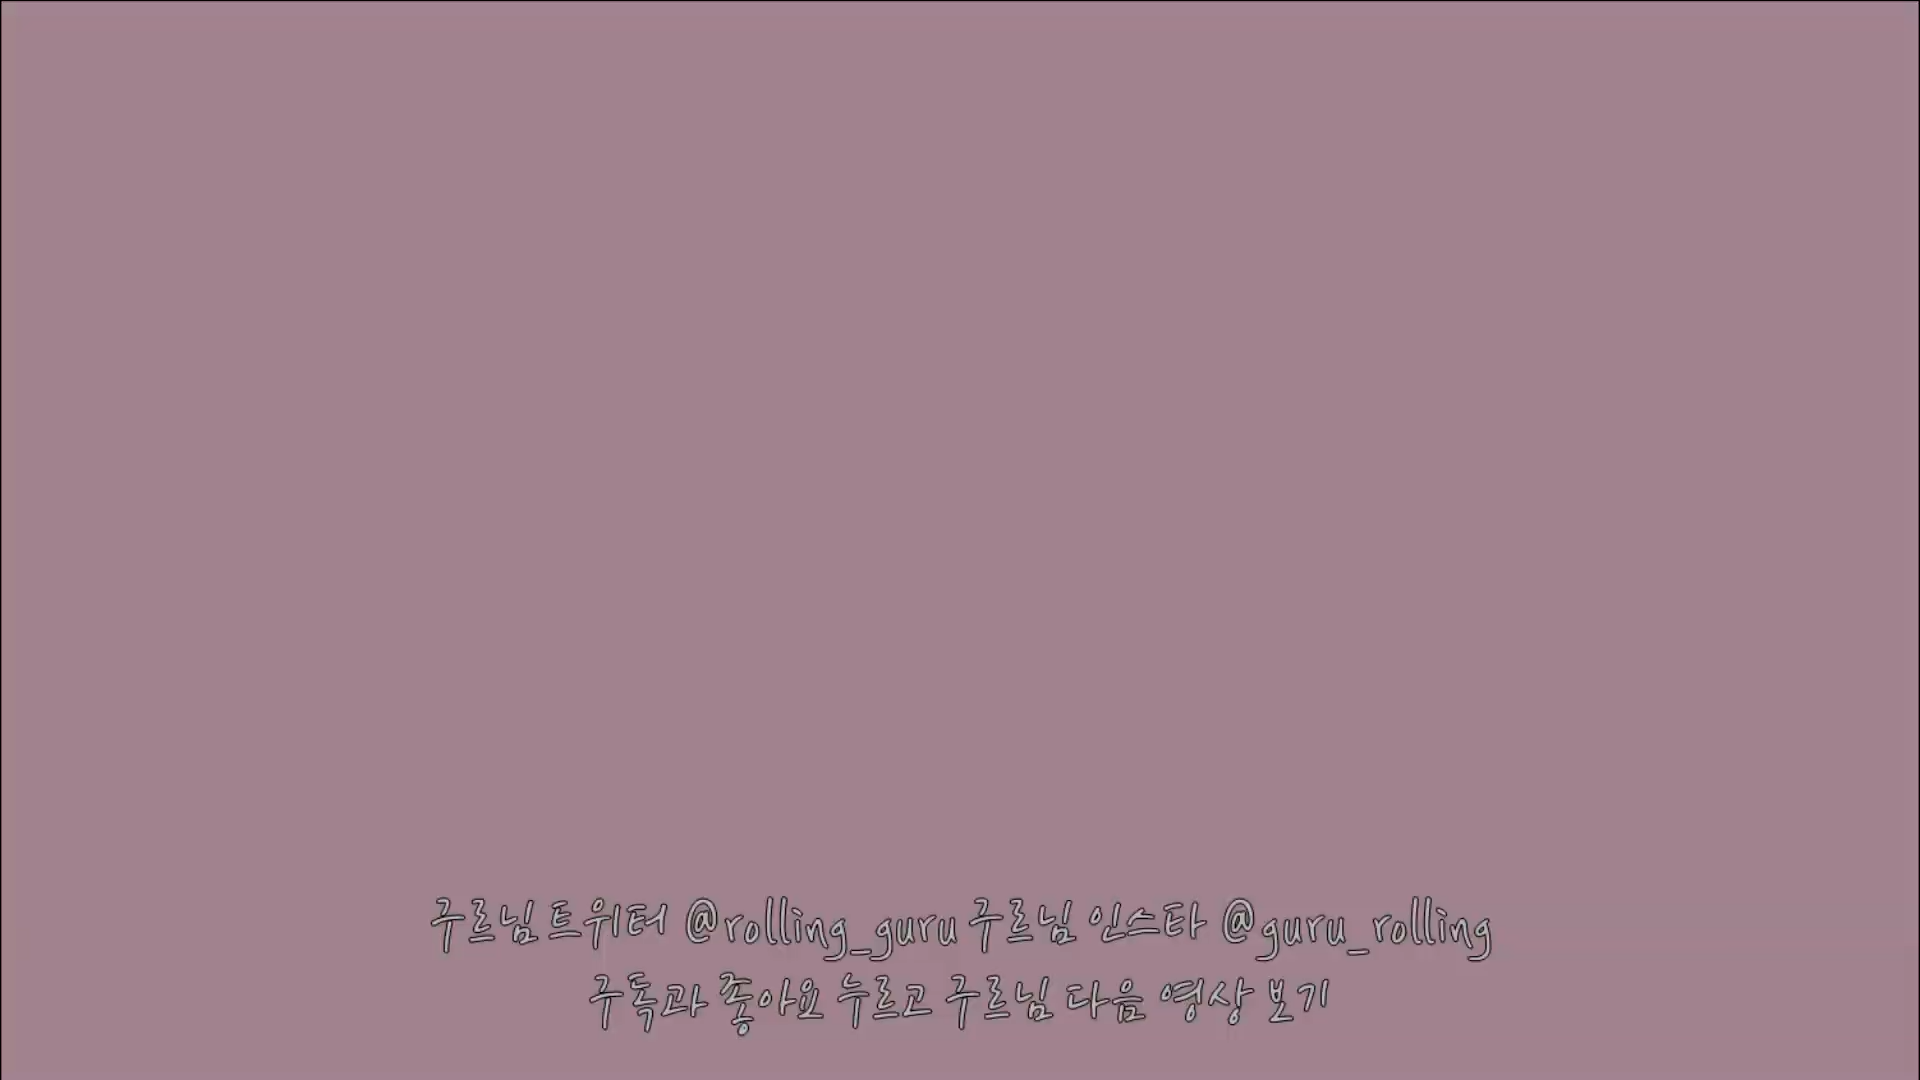 구르님 트위터 @rolling_guru 구르님 인스타 @guru_rolling
구독과 좋아요 누르고 구르님 다음 영상 보기